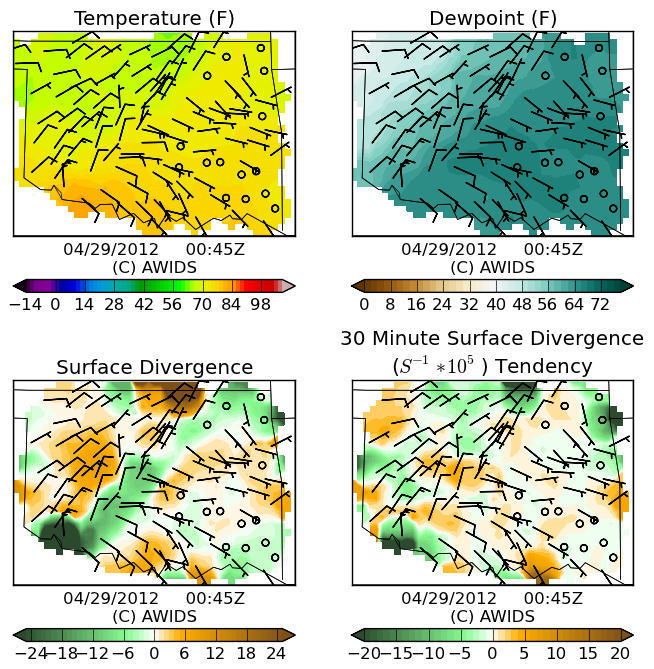 Temperature (F)
Dewpoint (F)
04/29/2012 00:45Z
(C) AWIDS
04/29/2012 00:45Z
(C) AWIDS
−14 0 14 28 42 56 70 84 98
0 8 16 24 32 40 48 56 64 72
Surface Divergence
30 Minute Surface Divergence
(S⁻¹ *10⁵ ) Tendency
04/29/2012 00:45Z
(C) AWIDS
04/29/2012 00:45Z
(C) AWIDS
−24 −18 −12 −6 0 6 12 18 24
−20 −15 −10 −5 0 5 10 15 20